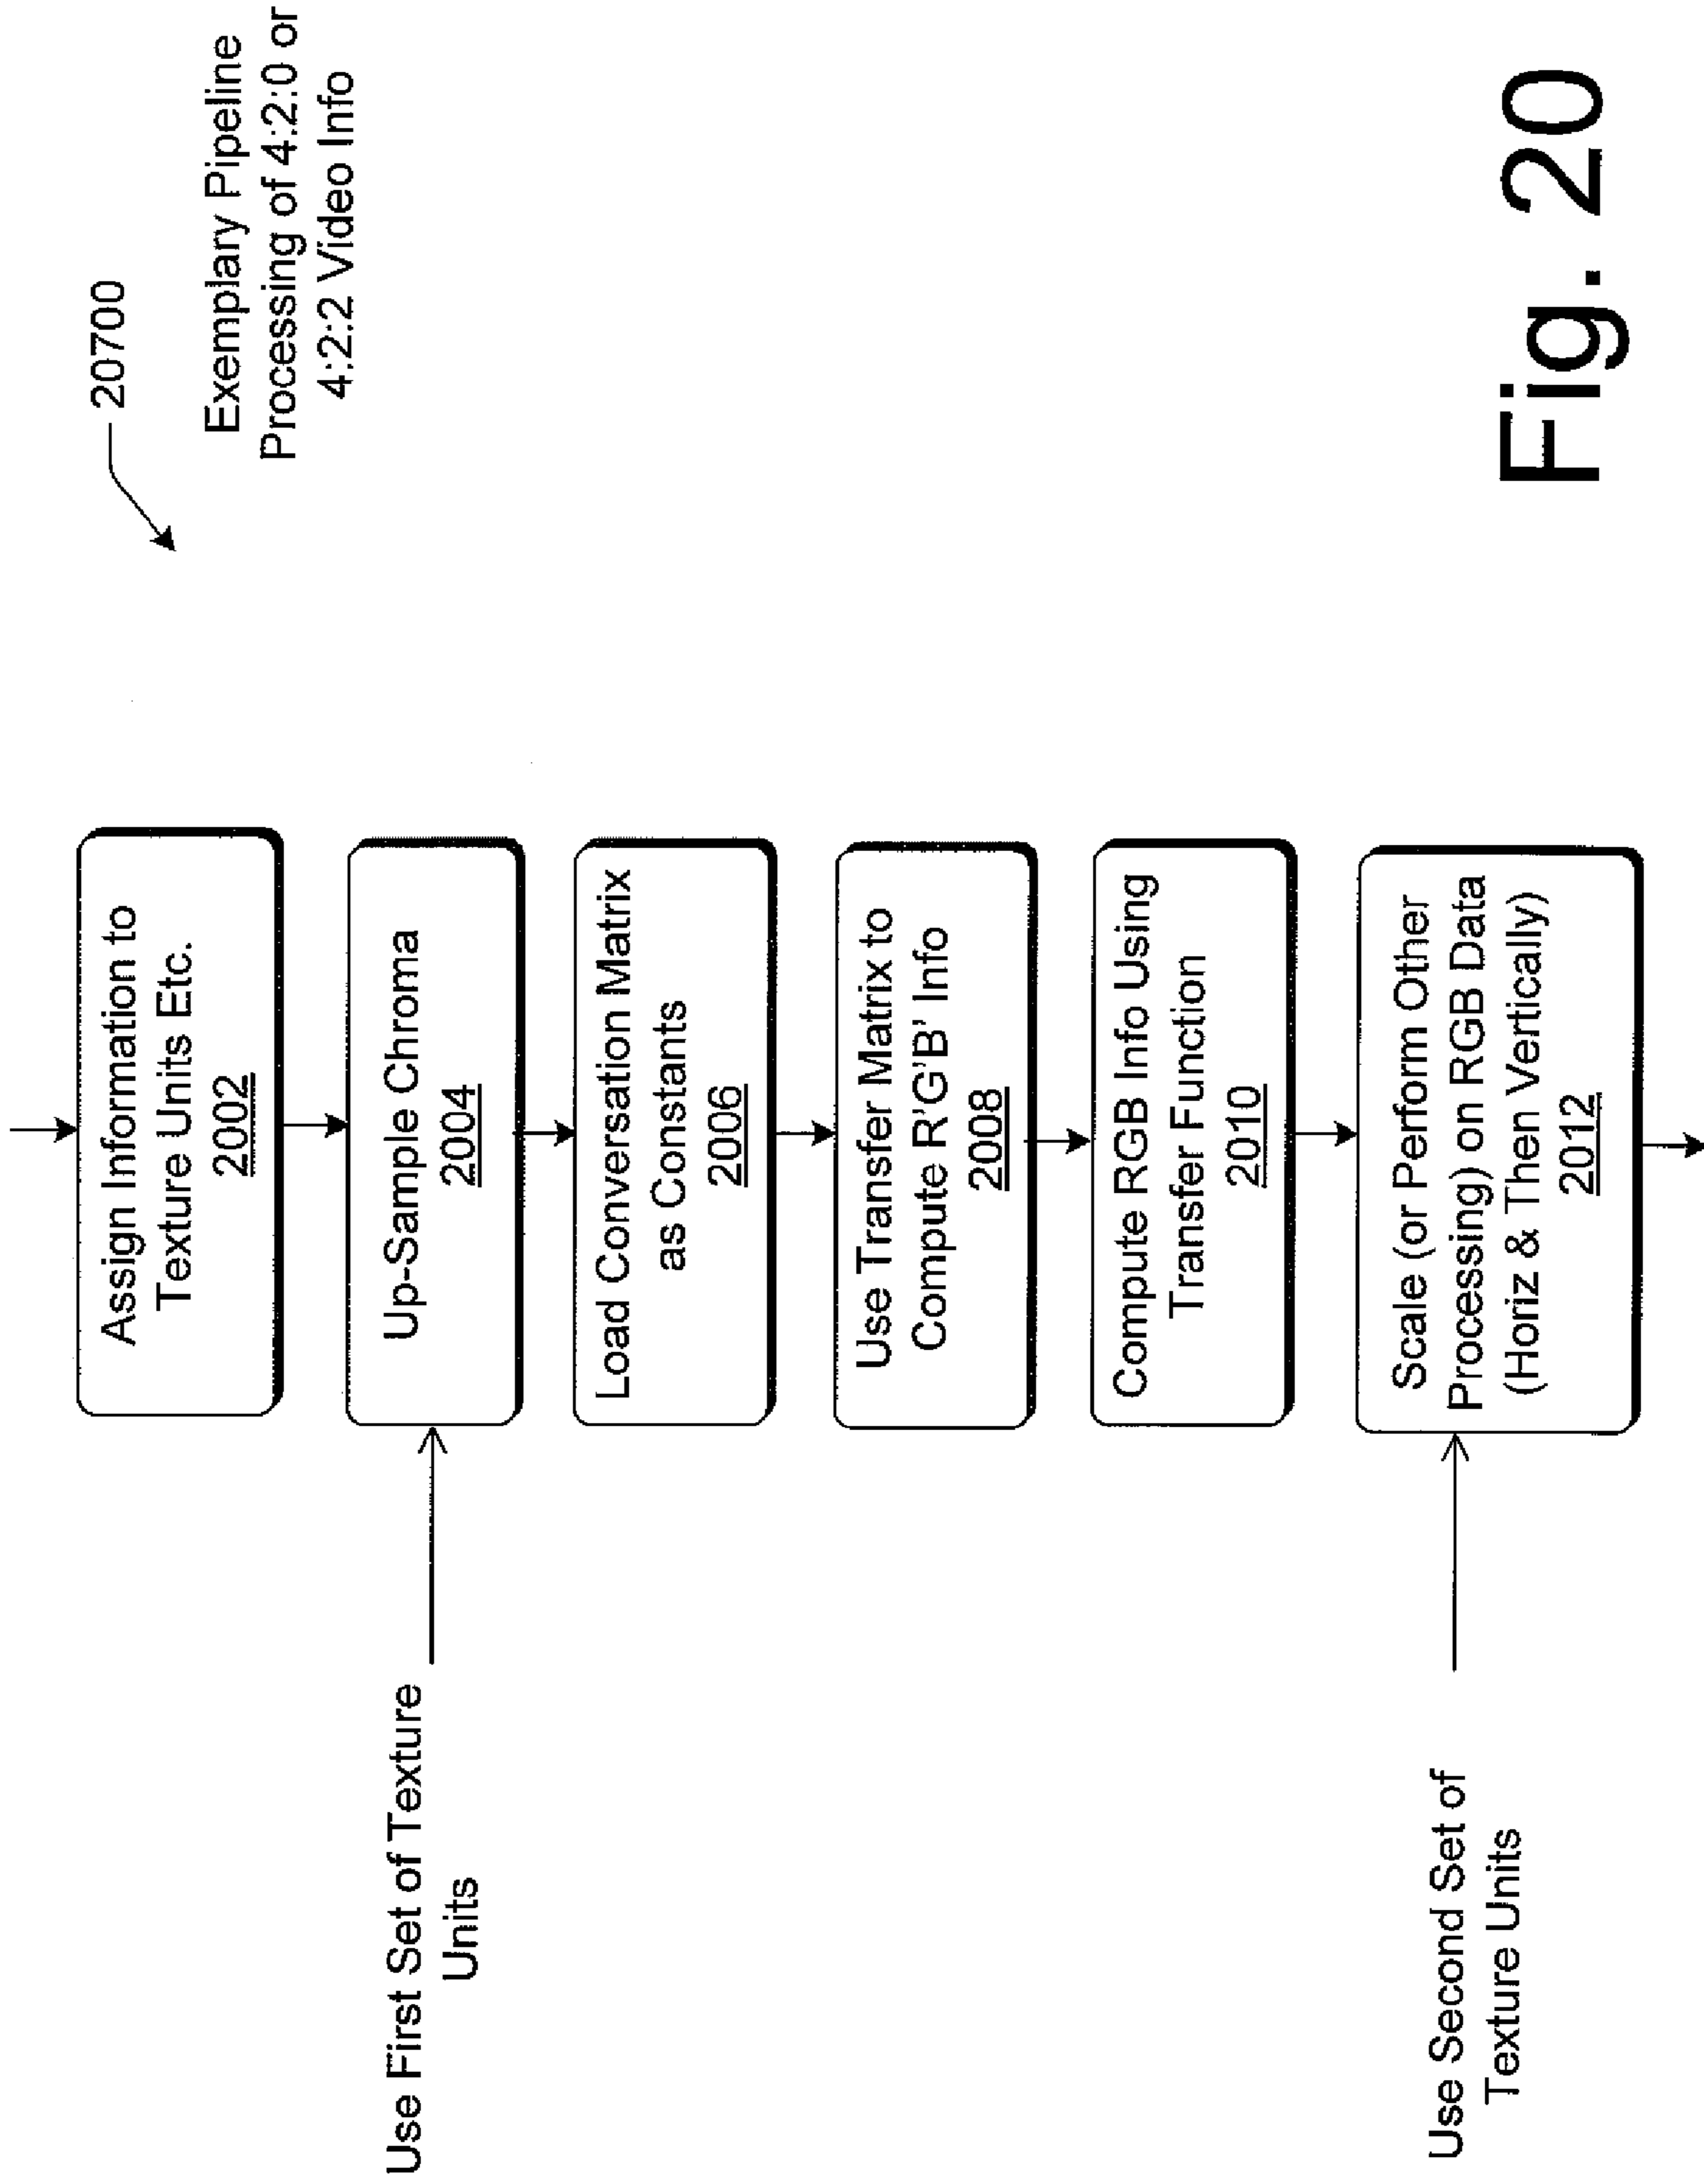 20700
Exemplary Pipeline
Processing of 4:2:0 or
4:2:2 Video Info
Assign Information to
Texture Units Etc.
2002
Use First Set of Texture
Units
Up-Sample Chroma
2004
Load Conversation Matrix
as Constants
2006
Use Transfer Matrix to
Compute R'G'B' Info
2008
Compute RGB Info Using
Transfer Function
2010
Use Second Set of
Texture Units
Scale (or Perform Other
Processing) on RGB Data
(Horiz & Then Vertically)
2012
Fig. 20